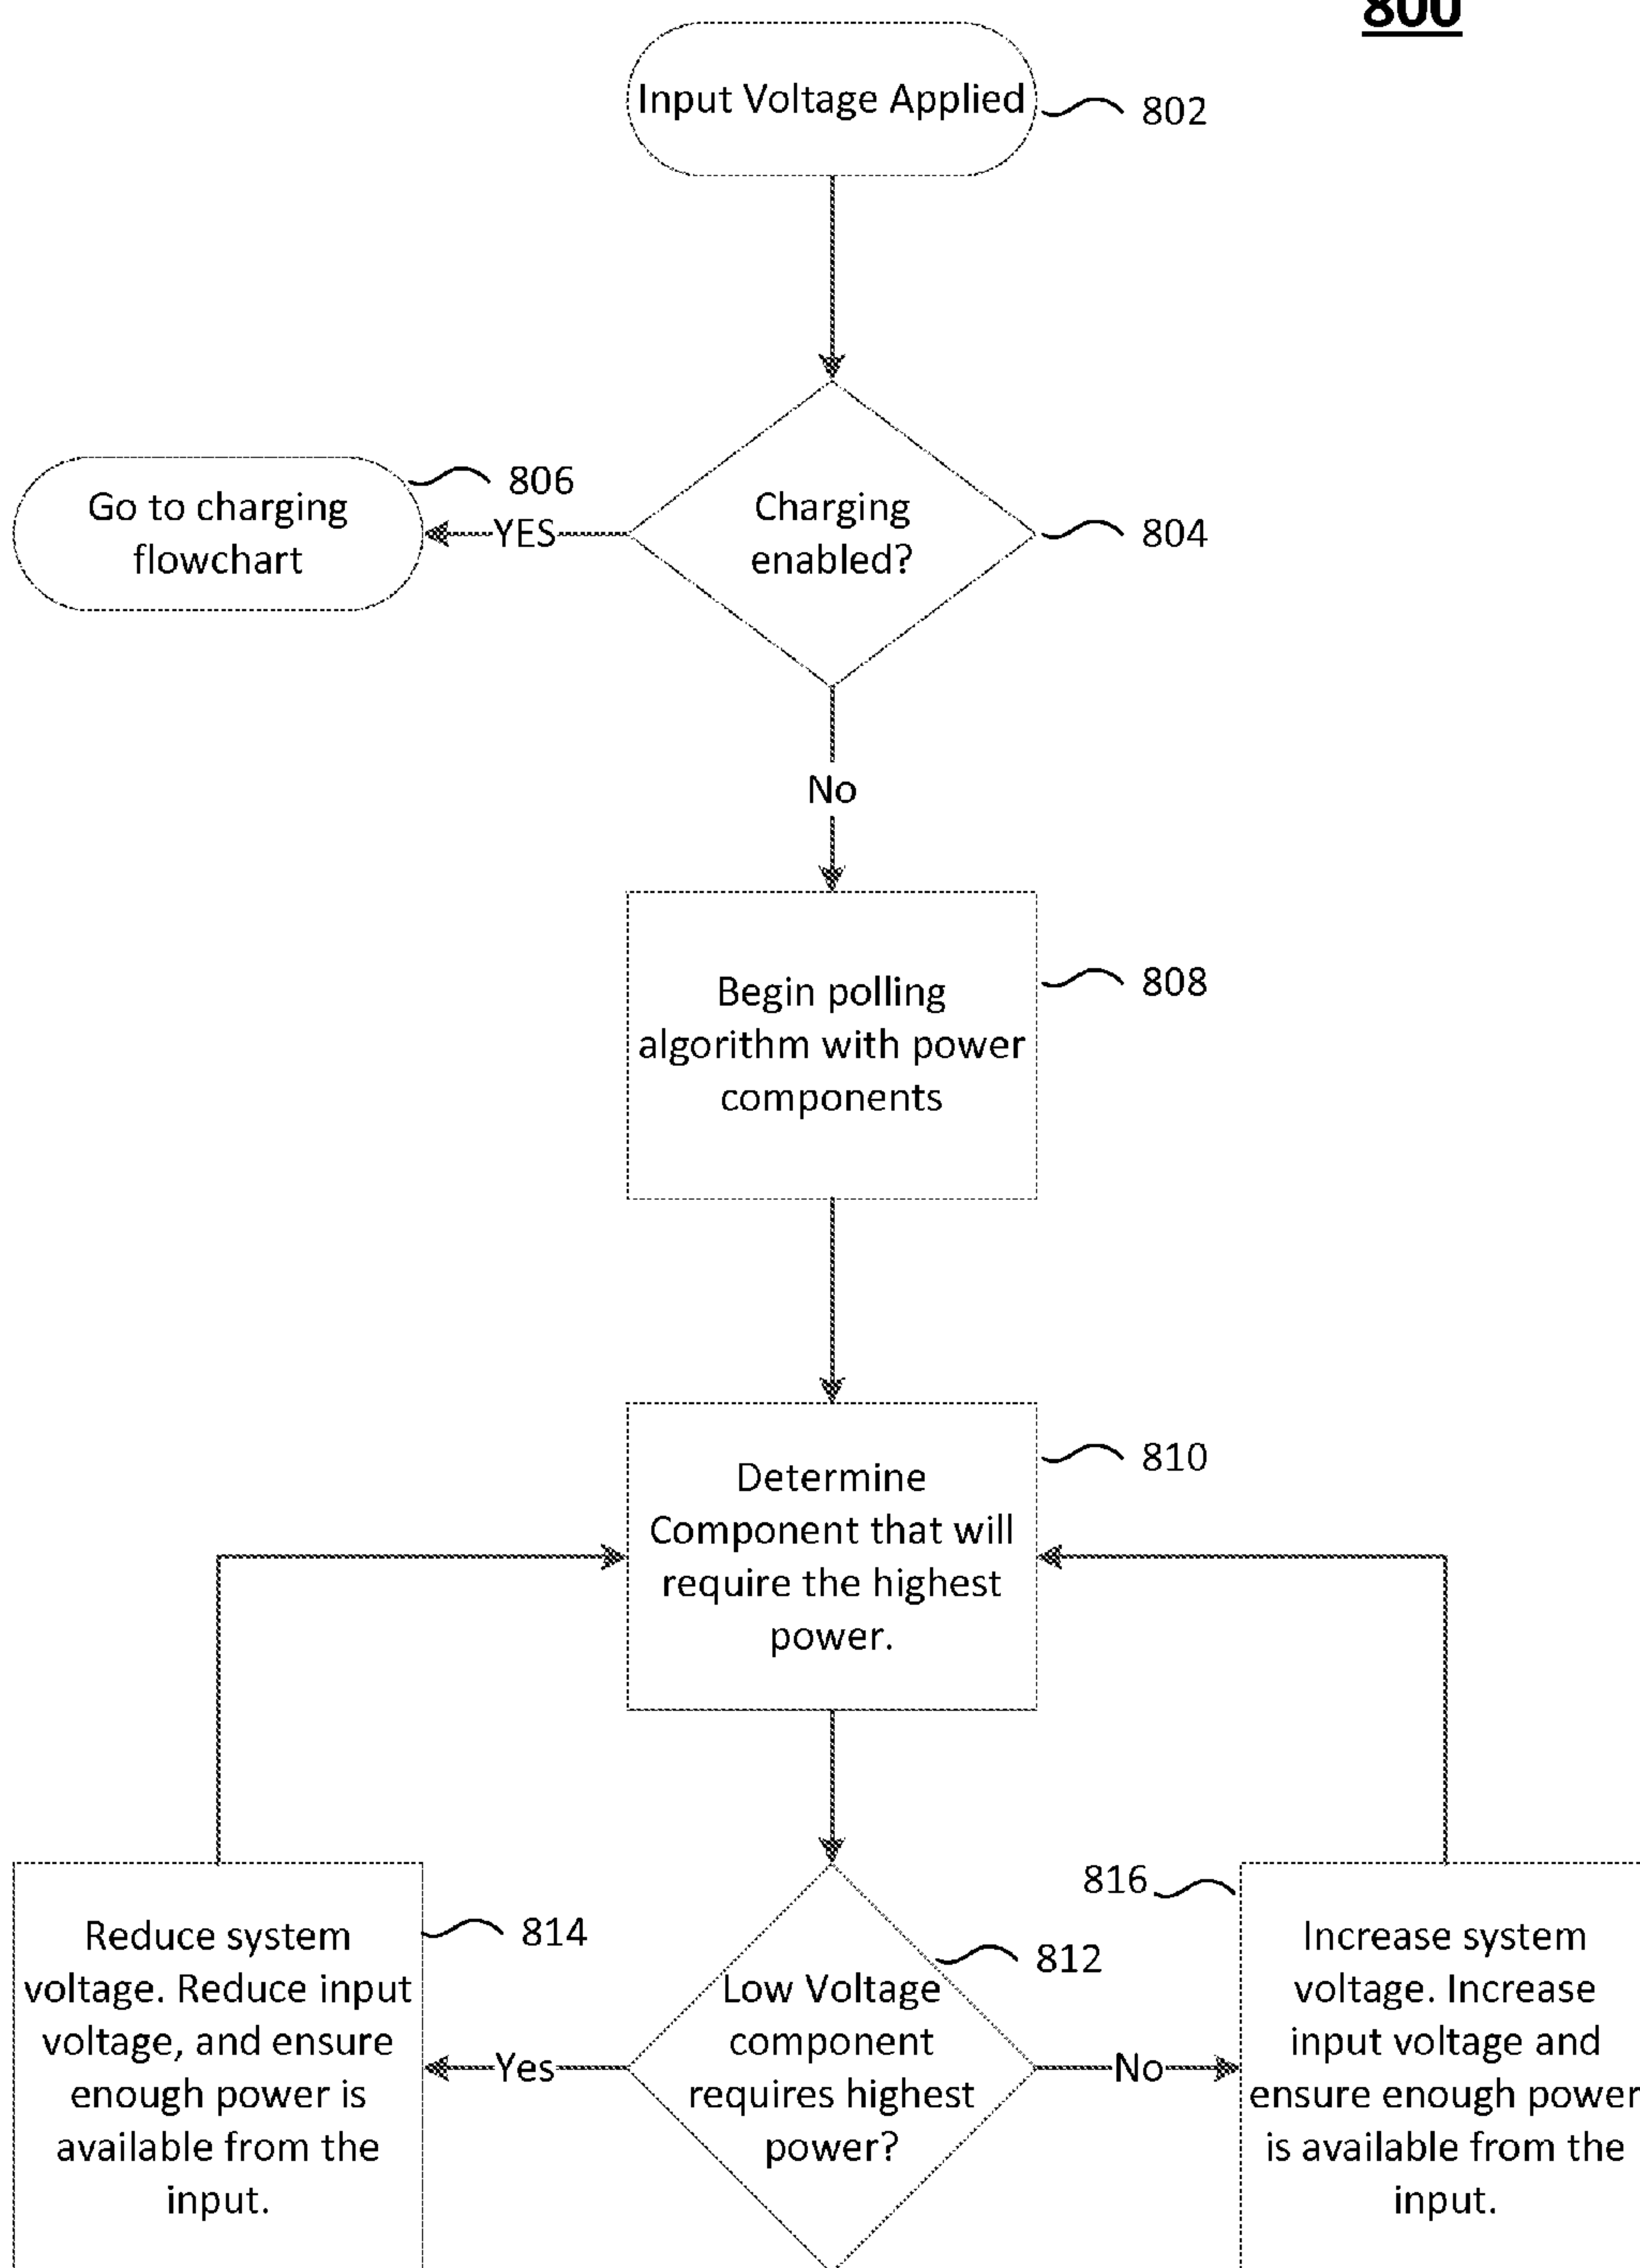 800
Input Voltage Applied
802
Charging
enabled?
804
YES
Go to charging
flowchart
806
No
Begin polling
algorithm with power
components
808
Determine
Component that will
require the highest
power.
810
Low Voltage
component
requires highest
power?
812
Yes
Reduce system
voltage. Reduce input
voltage, and ensure
enough power is
available from the
input.
814
No
Increase system
voltage. Increase
input voltage and
ensure enough power
is available from the
input.
816